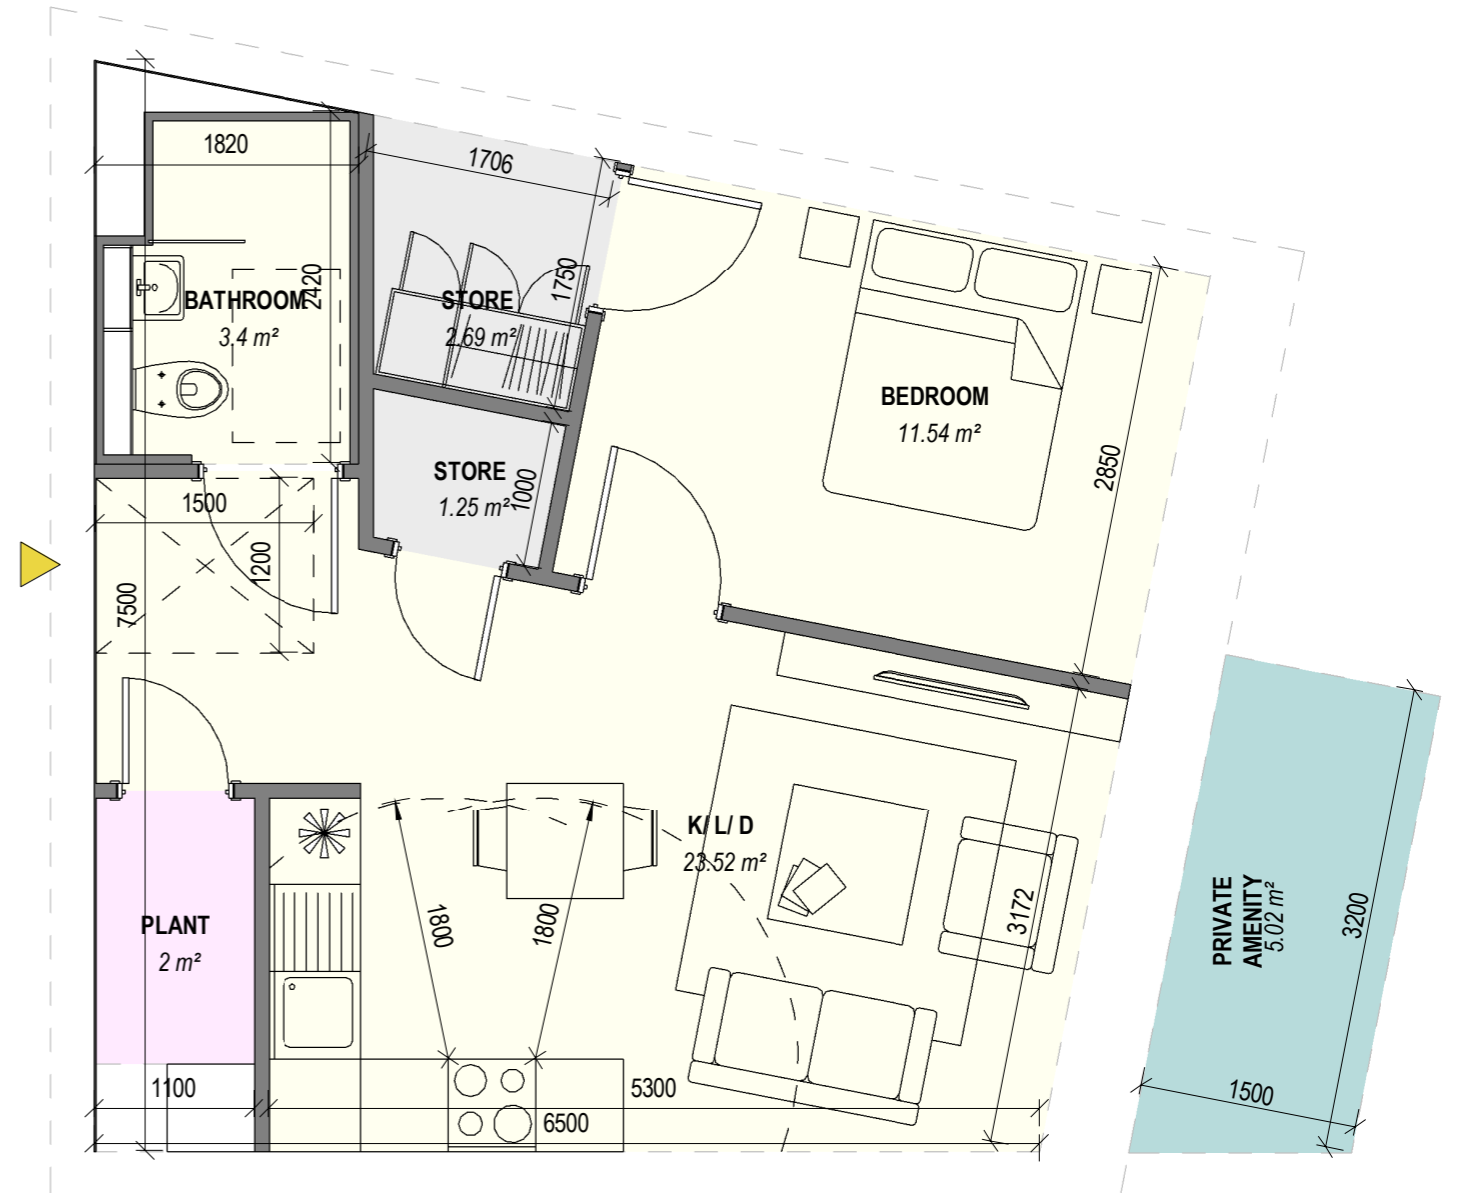 1820
1706
2420
BATHROOM
3.4 m²
STORE
2.69 m²
1750
BEDROOM
11.54 m²
2850
STORE
1.25 m²
1000
1500
1200
7500
K/ L/ D
23.52 m²
1800
1800
3172
PLANT
2 m²
PRIVATE
AMENITY
5.02 m²
3200
1100
5300
6500
1500